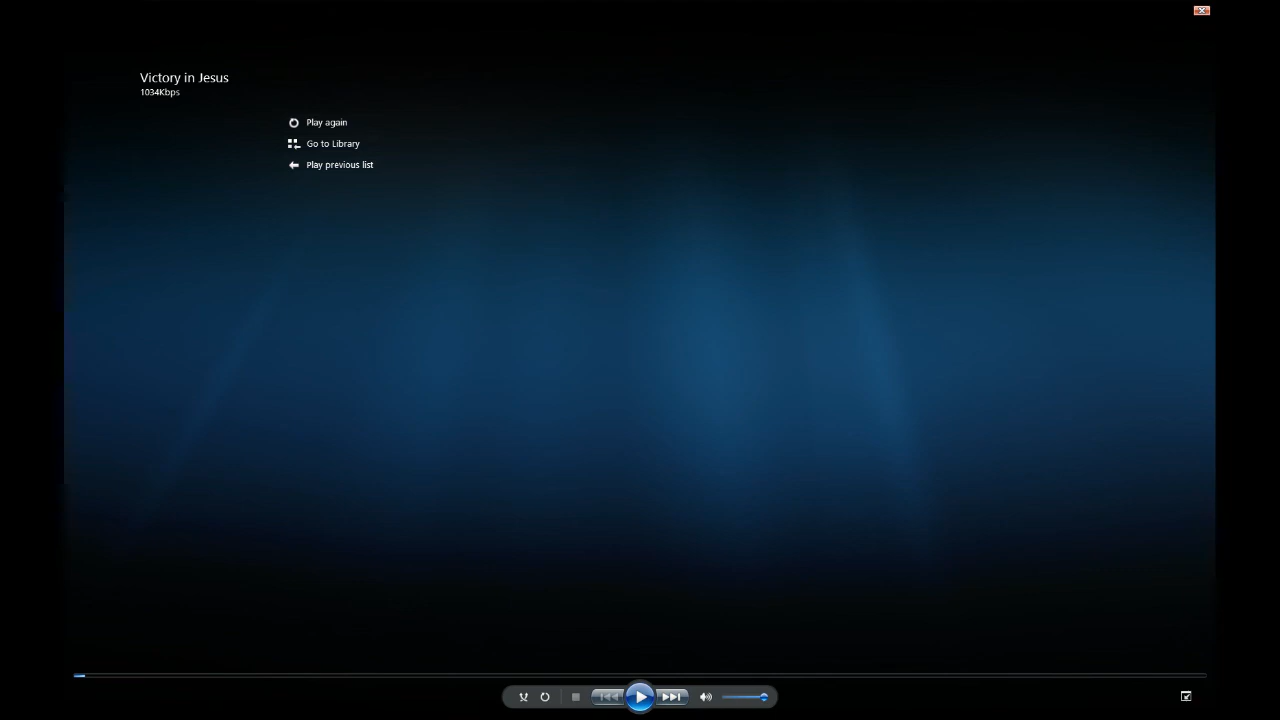 Victory in Jesus
1034Kbps
Play again
Go to Library
Play previous list